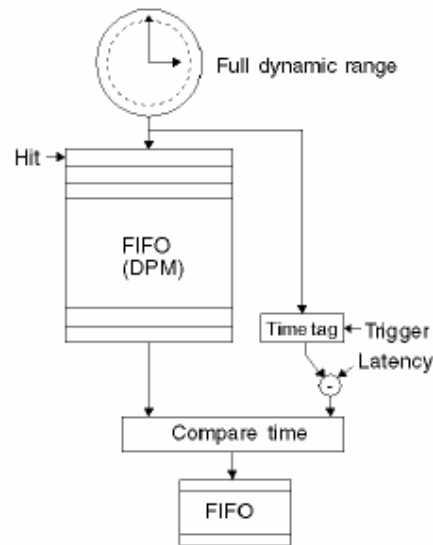 Full dynamic range
Hit
FIFO
(DPM)
Time tag
Trigger
Latency
-
Compare time
FIFO